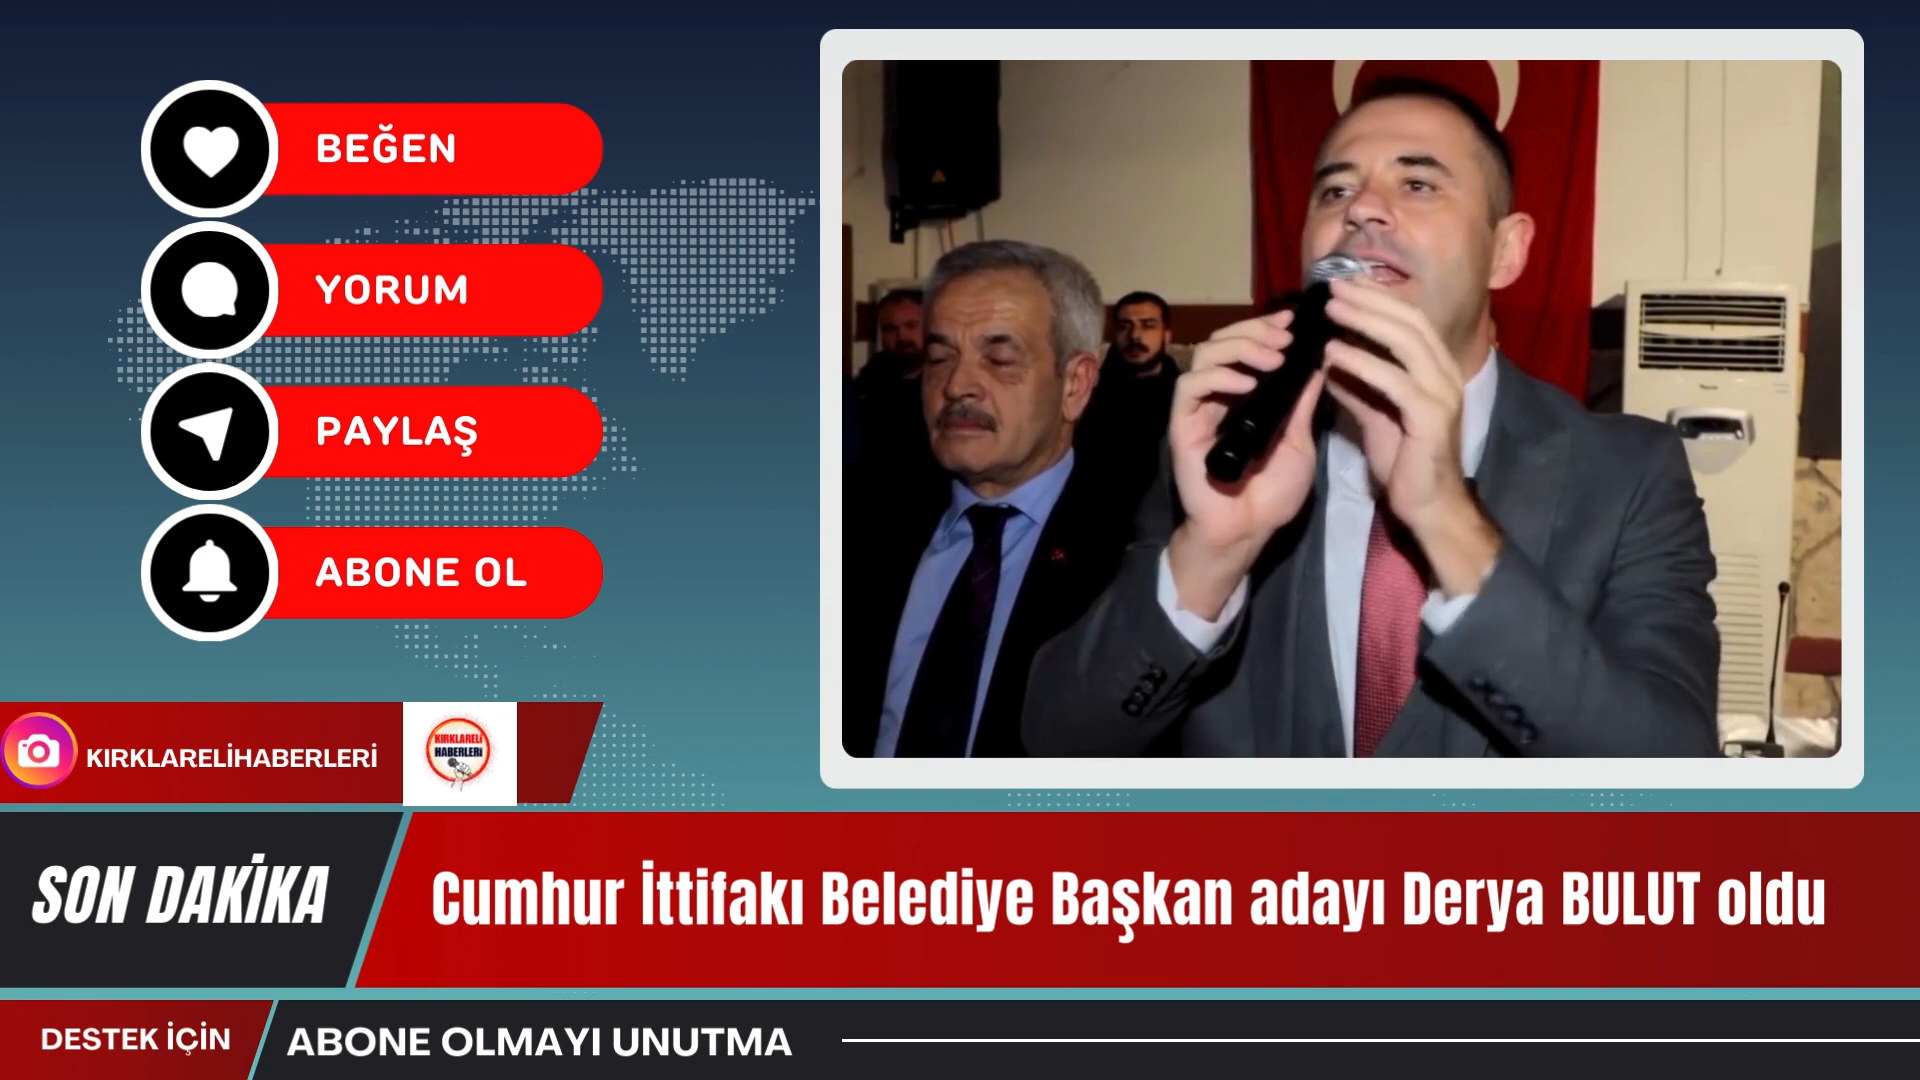 BEĞEN
YORUM
PAYLAŞ
ABONE OL
KIRKLARELİHABERLERİ
KIRKLARELİ
HABERLERİ
SON DAKİKA
Cumhur İttifakı Belediye Başkan adayı Derya BULUT oldu
DESTEK İÇİN
ABONE OLMAYI UNUTMA